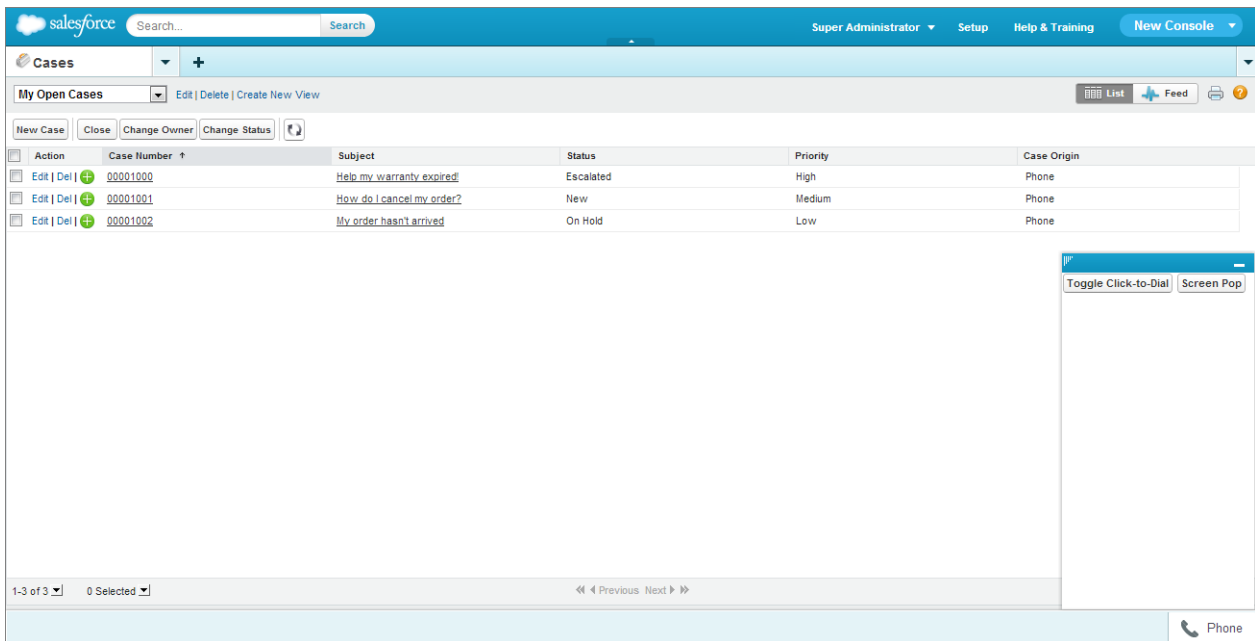 salesforce Search... Search Super Administrator Setup Help & Training New Console
Cases
My Open Cases Edit | Delete | Create New View List Feed
New Case Close Change Owner Change Status
Action Case Number Subject Status Priority Case Origin
Edit | Del | 00001000 Help my warranty expired! Escalated High Phone
Edit | Del | 00001001 How do I cancel my order? New Medium Phone
Edit | Del | 00001002 My order hasn't arrived On Hold Low Phone
Toggle Click-to-Dial Screen Pop
1-3 of 3 0 Selected Previous Next
Phone